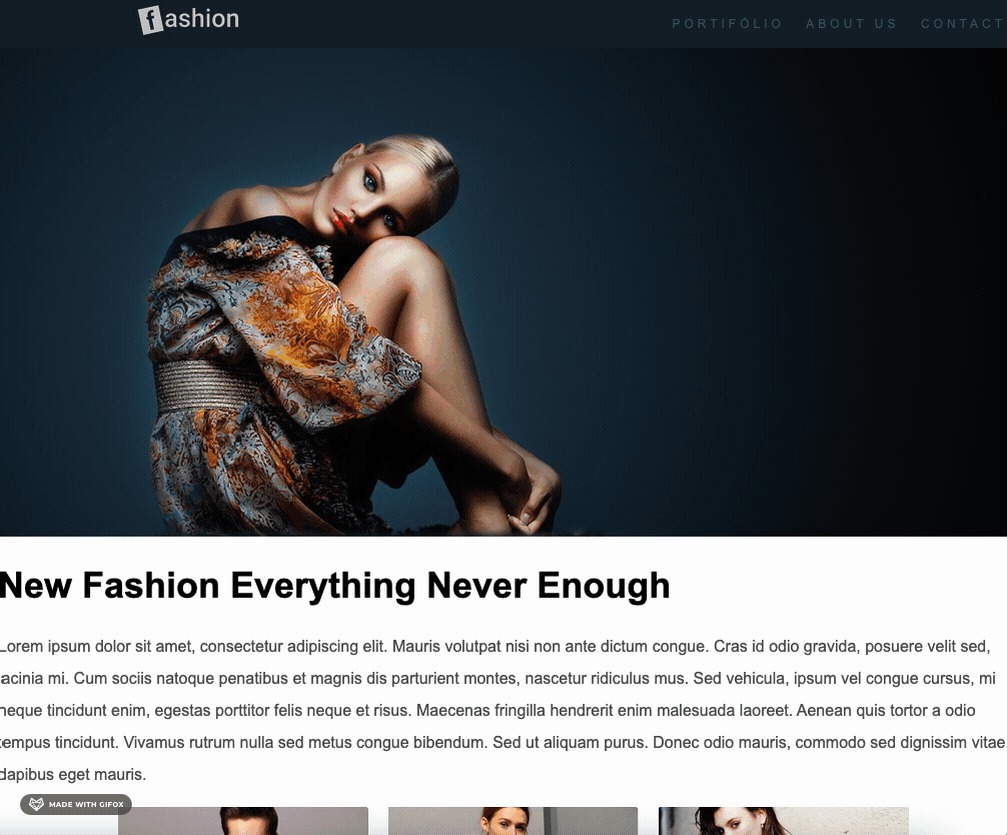 fashion
PORTIFÓLIO ABOUT US CONTACT
New Fashion Everything Never Enough
Lorem ipsum dolor sit amet, consectetur adipiscing elit. Mauris volutpat nisi non ante dictum congue. Cras id odio gravida, posuere velit sed,
lacinia mi. Cum sociis natoque penatibus et magnis dis parturient montes, nascetur ridiculus mus. Sed vehicula, ipsum vel congue cursus, mi
neque tincidunt enim, egestas porttitor felis neque et risus. Maecenas fringilla hendrerit enim malesuada laoreet. Aenean quis tortor a odio
tempus tincidunt. Vivamus rutrum nulla sed metus congue bibendum. Sed ut aliquam purus. Donec odio mauris, commodo sed dignissim vitae,
dapibus eget mauris.
MADE WITH GIFOX